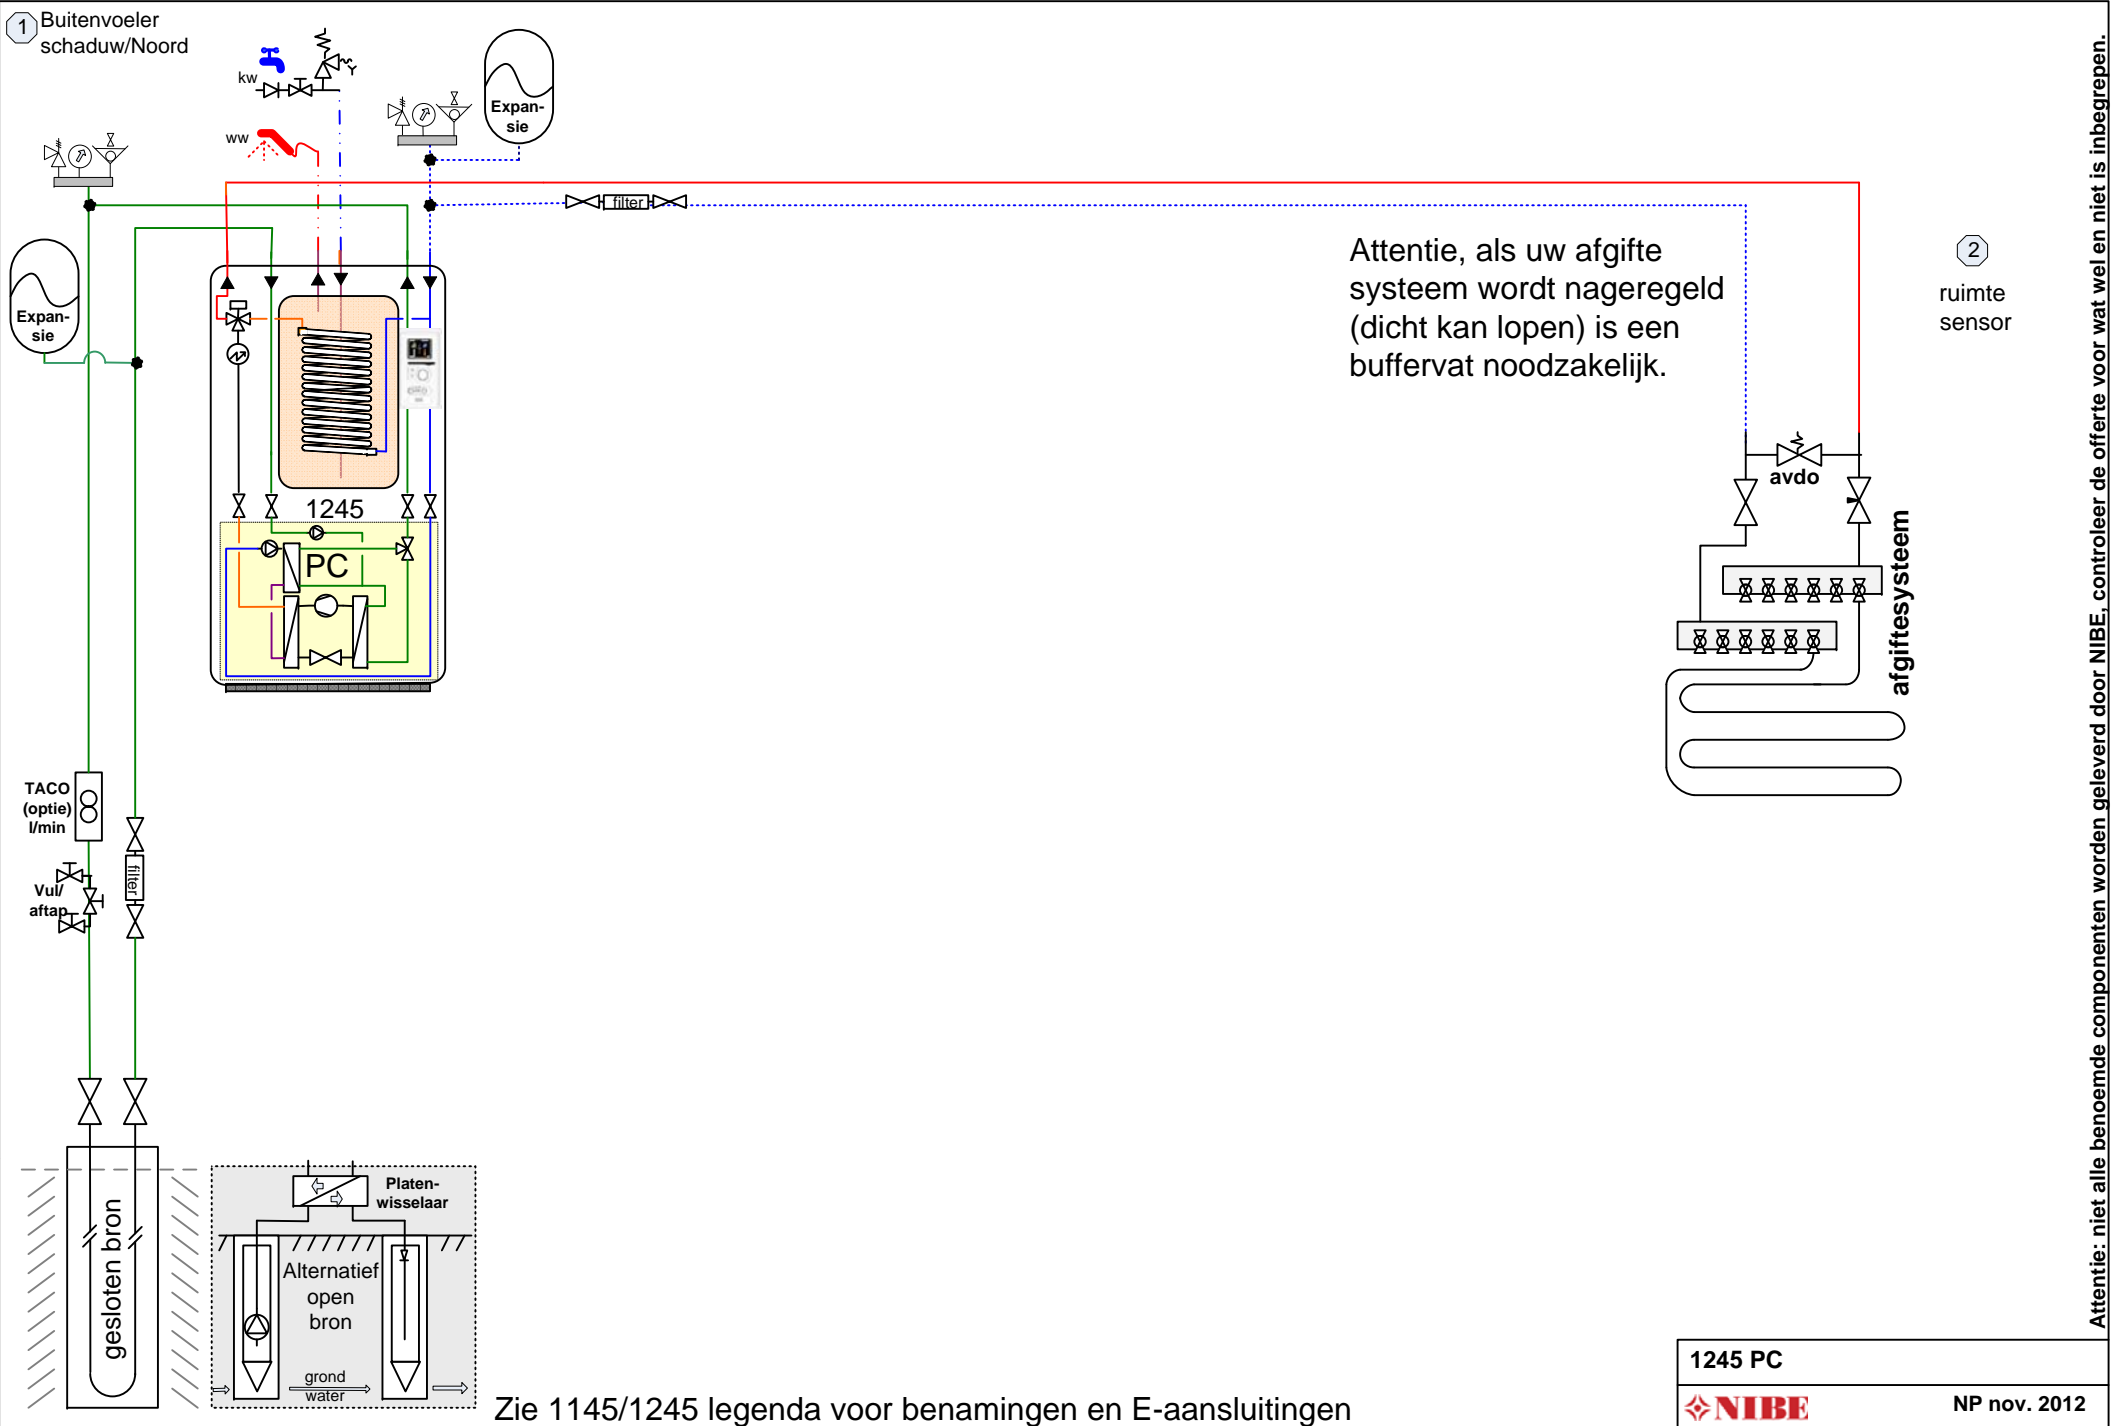 1
Buitenvoeler
schaduw/Noord
kw
ww
Expan-
sie
filter
Expan-
sie
Attentie, als uw afgifte
systeem wordt nageregeld
(dicht kan lopen) is een
buffervat noodzakelijk.
2
ruimte
sensor
1245
PC
avdo
afgiftesysteem
TACO
(optie)
l/min
Vul/
aftap
filter
gesloten bron
Platen-
wisselaar
Alternatief
open
bron
grond
water
Zie 1145/1245 legenda voor benamingen en E-aansluitingen
Attentie: niet alle benoemde componenten worden geleverd door NIBE, controleer de offerte voor wat wel en niet is inbegrepen.
1245 PC
NIBE
NP nov. 2012